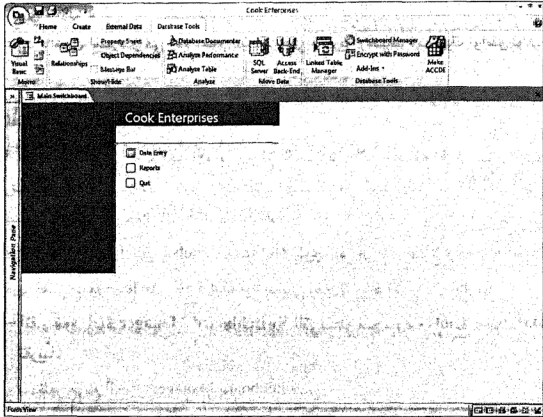 Cook Enterprises
Home Create External Data Database Tools
Visual Basic
Macro
Relationships
Property Sheet
Object Dependencies
Message Bar
Show/Hide
Database Documenter
Analyze Performance
Analyze Table
Analyze
SQL Server
Access Back-End
Move Data
Linked Table Manager
Switchboard Manager
Encrypt with Password
Add-Ins
Database Tools
Make ACCDE
Main Switchboard
Cook Enterprises
Data Entry
Reports
Quit
Navigation Pane
Form View